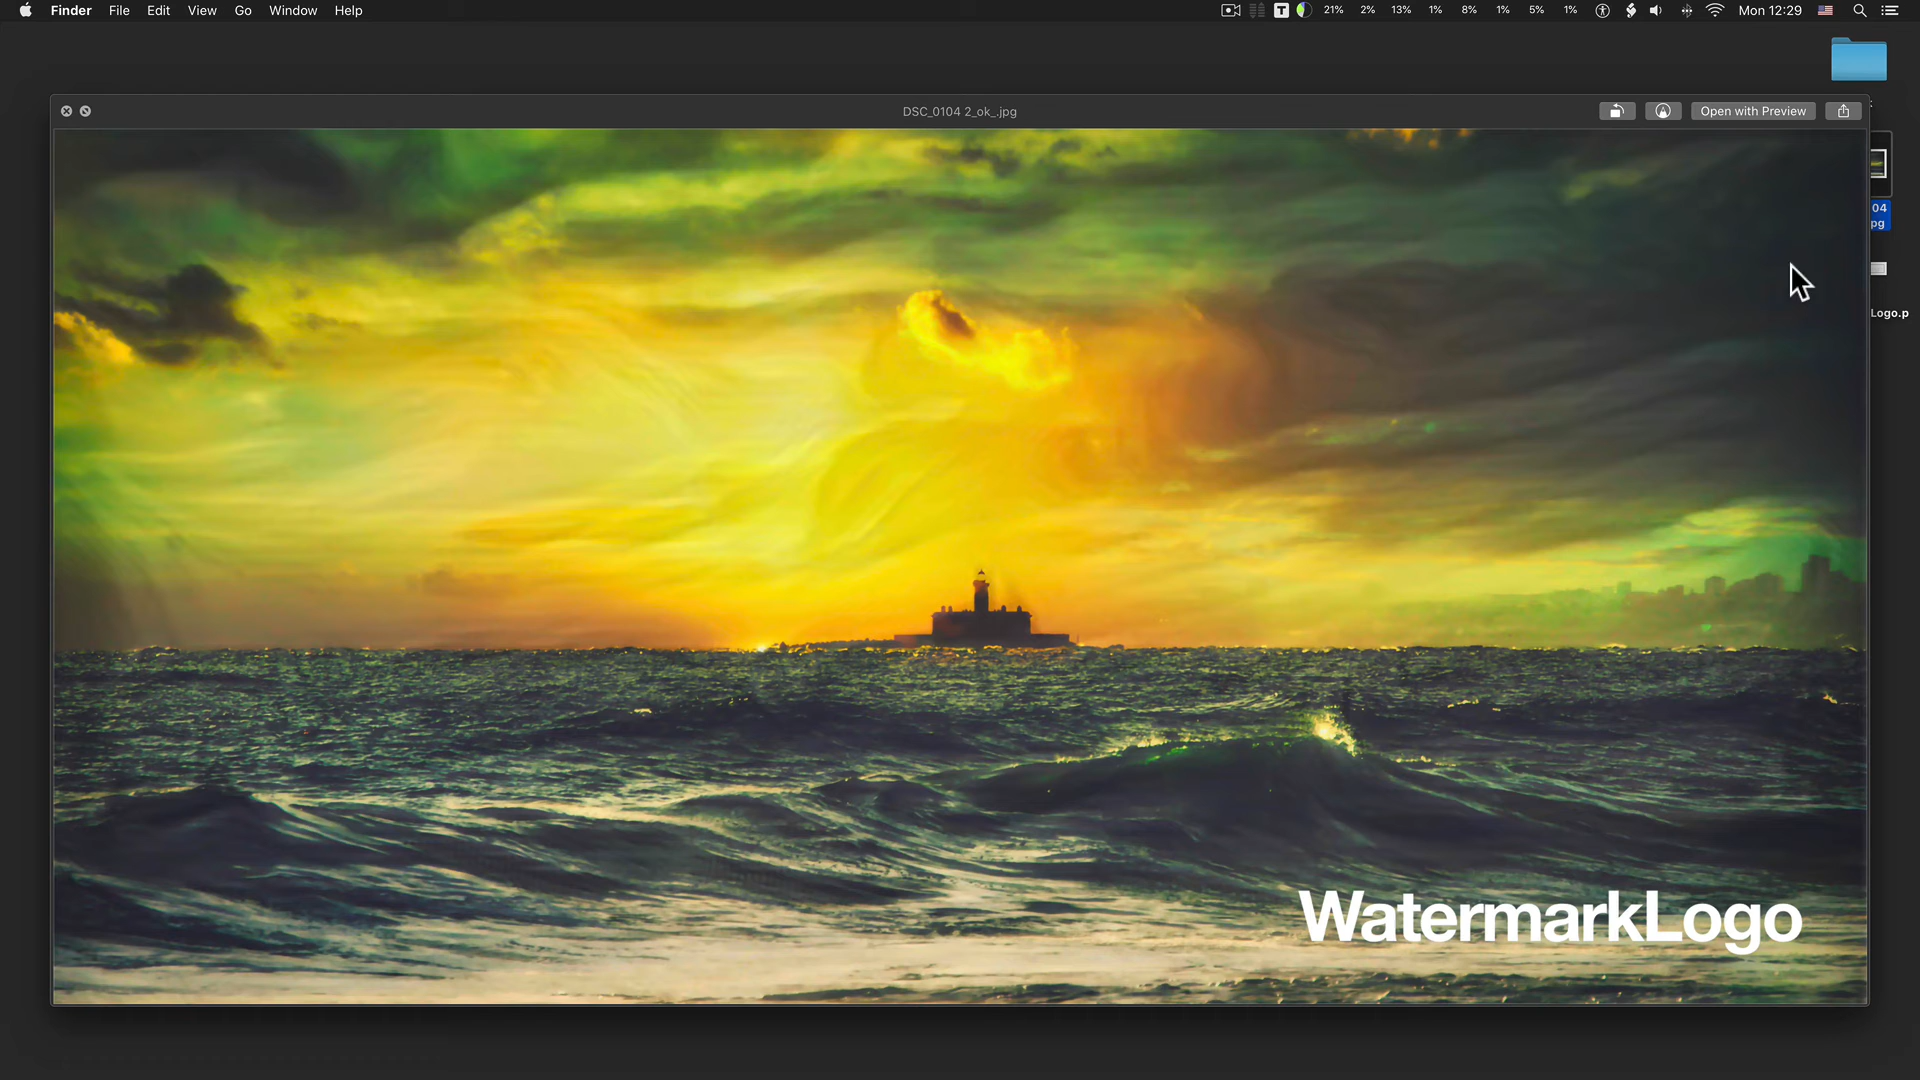 Finder File Edit View Go Window Help
21% 2% 13% 1% 8% 1% 5% 1% Mon 12:29
DSC_0104 2_ok_.jpg
Open with Preview
04
pg
Logo.p
WatermarkLogo